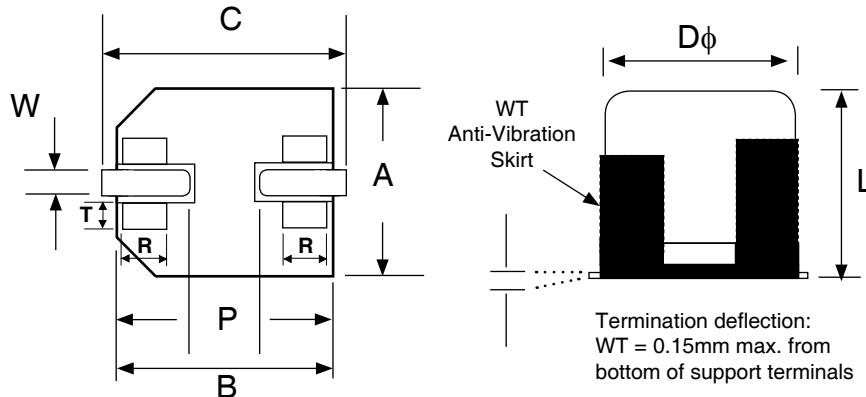 C
Dϕ
W
WT
Anti-Vibration
Skirt
A
L
T
R
R
P
B
Termination deflection:
WT = 0.15mm max. from
bottom of support terminals